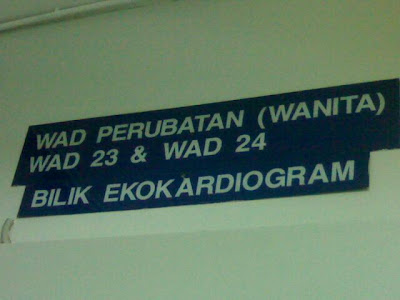 WAD PERUBATAN (WANITA)
WAD 23 & WAD 24
BILIK EKOKARDIOGRAM